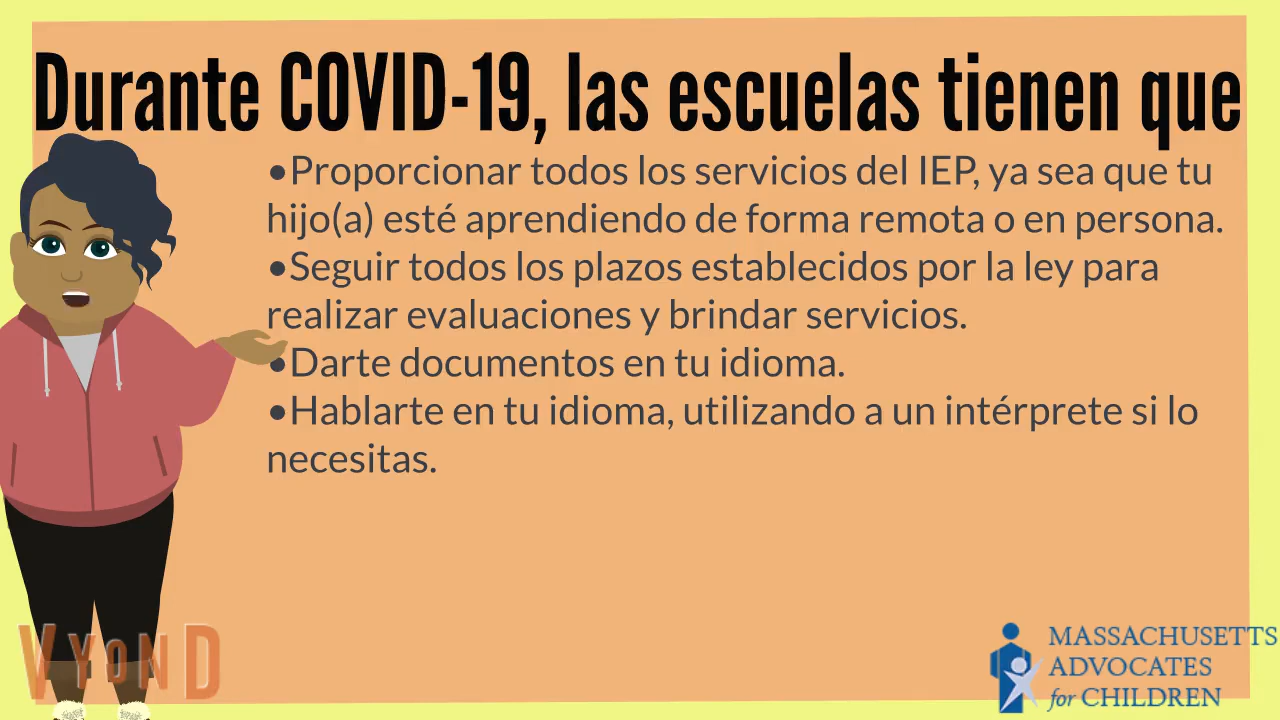 Durante COVID-19, las escuelas tienen que
•Proporcionar todos los servicios del IEP, ya sea que tu
hijo(a) esté aprendiendo de forma remota o en persona.
•Seguir todos los plazos establecidos por la ley para
realizar evaluaciones y brindar servicios.
•Darte documentos en tu idioma.
•Hablarte en tu idioma, utilizando a un intérprete si lo
necesitas.
VYOND
MASSACHUSETTS
ADVOCATES
for CHILDREN